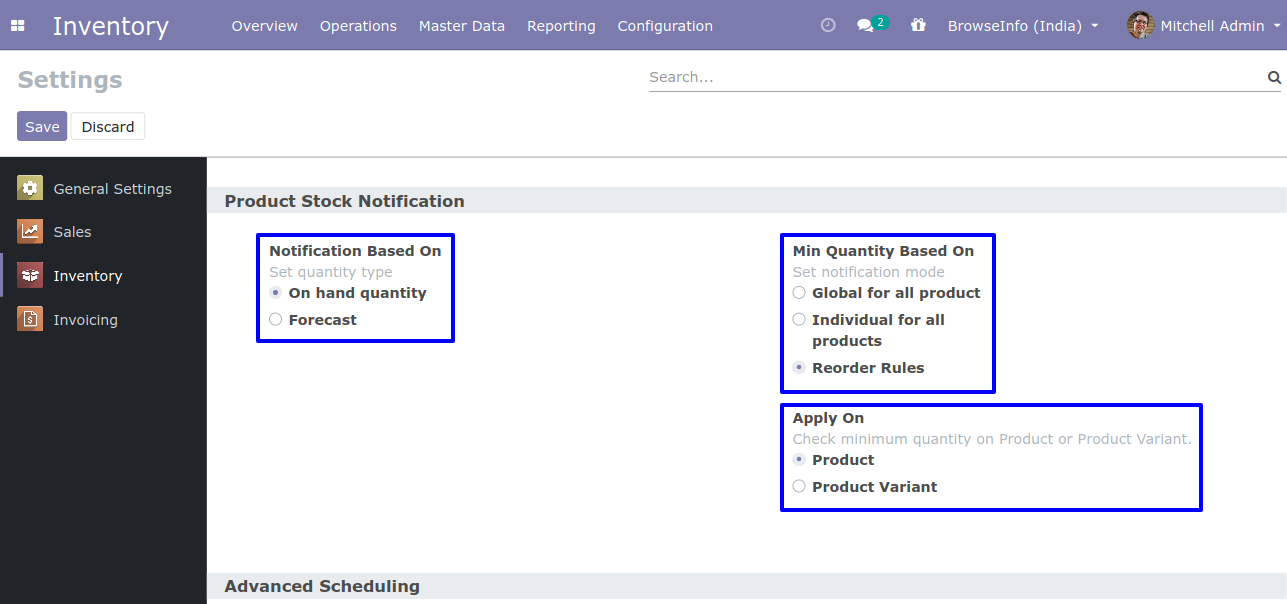 Inventory Overview Operations Master Data Reporting Configuration 2 BrowseInfo (India) Mitchell Admin
Settings
Search...
Save Discard
General Settings
Sales
Inventory
Invoicing
Product Stock Notification
Notification Based On
Set quantity type
On hand quantity
Forecast
Min Quantity Based On
Set notification mode
Global for all product
Individual for all
products
Reorder Rules
Apply On
Check minimum quantity on Product or Product Variant.
Product
Product Variant
Advanced Scheduling